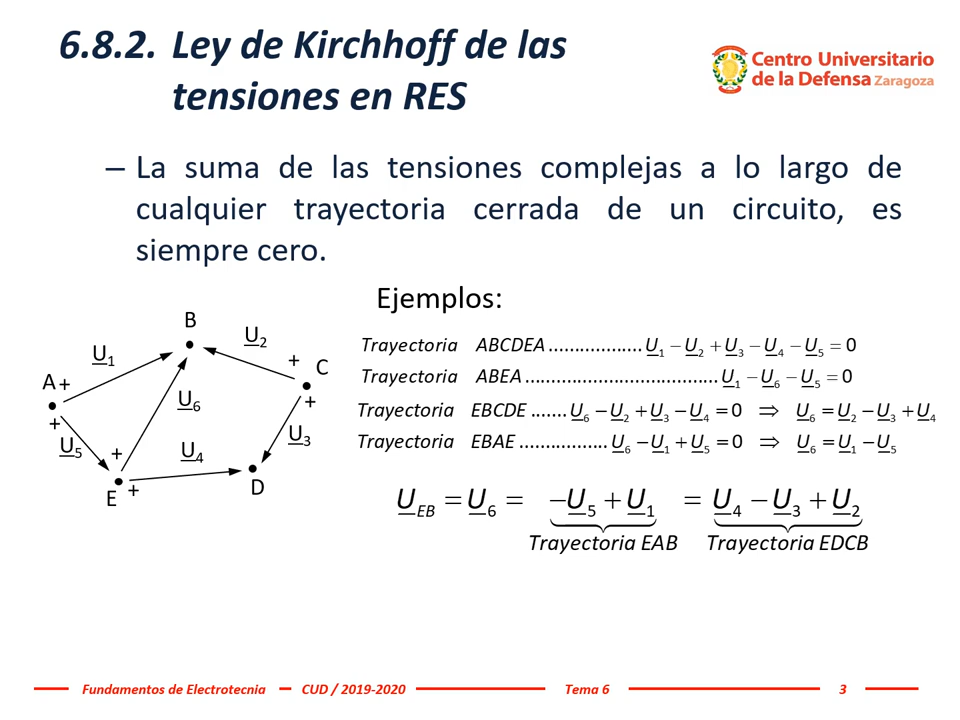 6.8.2. Ley de Kirchhoff de las
tensiones en RES
Centro Universitario
de la Defensa Zaragoza
– La suma de las tensiones complejas a lo largo de
cualquier trayectoria cerrada de un circuito, es
siempre cero.
Ejemplos:
B
U₁
U₂
+ C
A +
+
+
U₅
U₆
U₃
+
U₄
E +
D
Trayectoria ABCDEA ..................U₁ − U₂ + U₃ − U₄ − U₅ = 0
Trayectoria ABEA .....................................U₁ − U₆ − U₅ = 0
Trayectoria EBCDE .......U₆ − U₂ + U₃ − U₄ = 0 ⇒ U₆ = U₂ − U₃ + U₄
Trayectoria EBAE .................U₆ − U₁ + U₅ = 0 ⇒ U₆ = U₁ − U₅
U_EB = U₆ = −U₅ + U₁ = U₄ − U₃ + U₂
Trayectoria EAB Trayectoria EDCB
Fundamentos de Electrotecnia CUD / 2019-2020 Tema 6 3